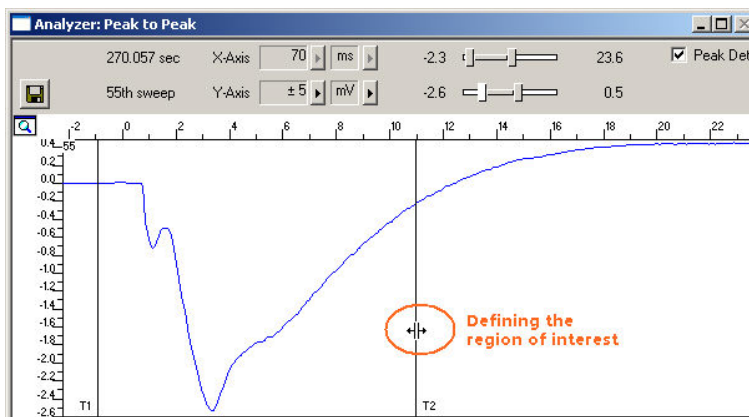 Analyzer: Peak to Peak
270.057 sec X-Axis 70 ms -2.3 23.6 Peak Det
55th sweep Y-Axis ± 5 mV -2.6 0.5
-2 0 2 4 6 8 10 12 14 16 18 20 22
0.4 55
0.2
0.0
-0.2
-0.4
-0.6
-0.8
-1.0
-1.2
-1.4
-1.6
-1.8
-2.0
-2.2
-2.4
-2.6
Defining the
region of interest
T1 T2